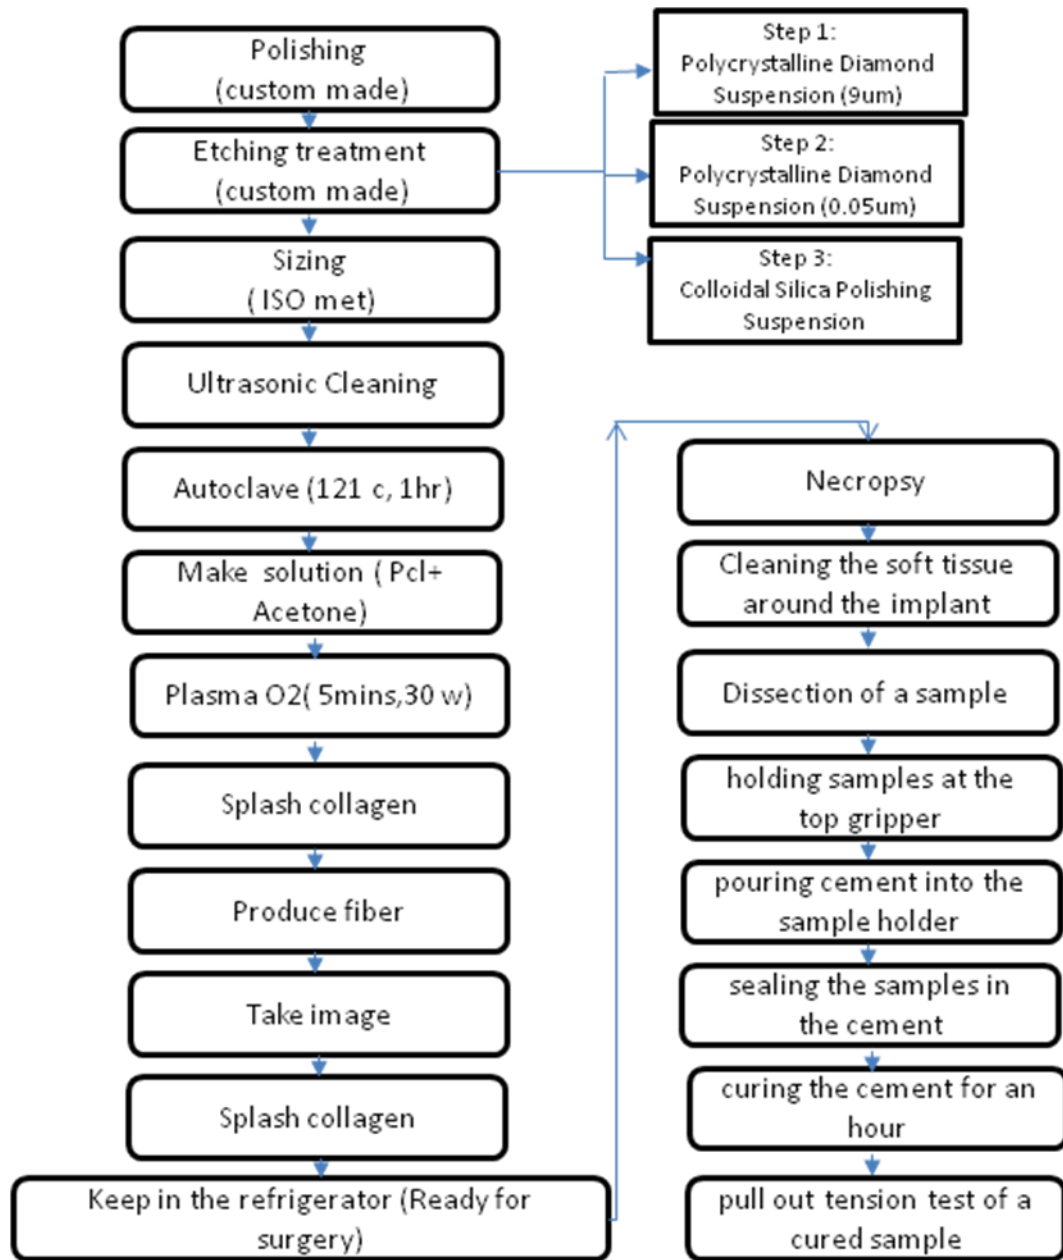 Polishing
(custom made)
Etching treatment
(custom made)
Step 1:
Polycrystalline Diamond
Suspension (9um)
Step 2:
Polycrystalline Diamond
Suspension (0.05um)
Step 3:
Colloidal Silica Polishing
Suspension
Sizing
( ISO met)
Ultrasonic Cleaning
Autoclave (121 c, 1hr)
Make solution ( Pcl+
Acetone)
Plasma O2( 5mins,30 w)
Splash collagen
Produce fiber
Take image
Splash collagen
Keep in the refrigerator (Ready for
surgery)
Necropsy
Cleaning the soft tissue
around the implant
Dissection of a sample
holding samples at the
top gripper
pouring cement into the
sample holder
sealing the samples in
the cement
curing the cement for an
hour
pull out tension test of a
cured sample